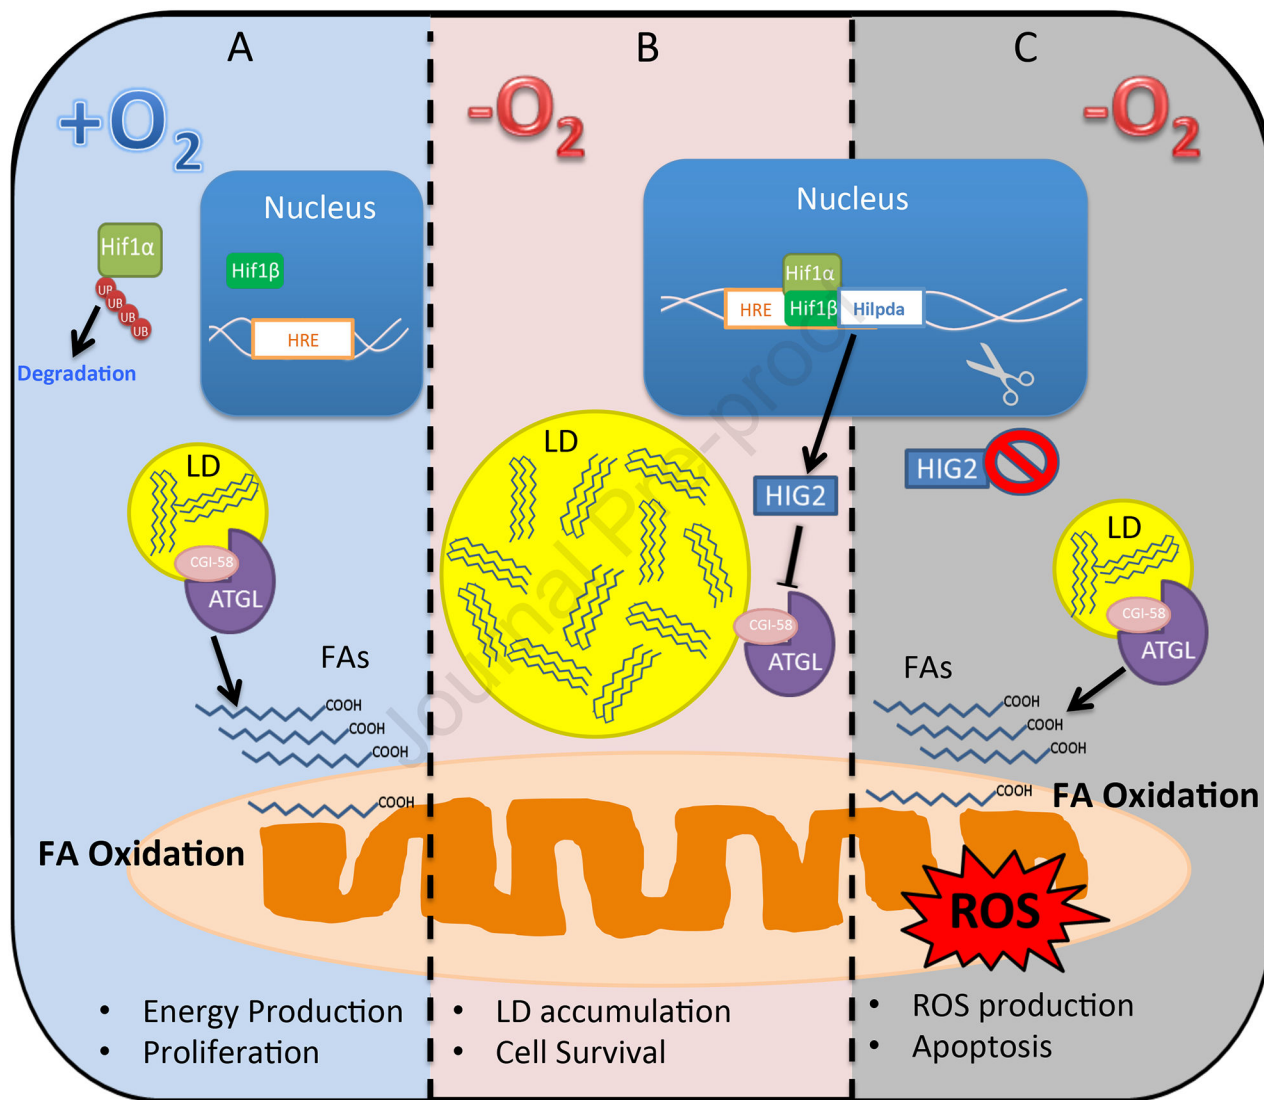 A
+O2
Nucleus
Hif1α
UB
UB
UB
UB
Degradation
Hif1β
HRE
LD
CGI-58
ATGL
FAs
COOH
COOH
COOH
COOH
FA Oxidation
• Energy Production
• Proliferation
B
-O2
Nucleus
Hif1α
HRE
Hif1β
Hilpda
LD
HIG2
CGI-58
ATGL
• LD accumulation
• Cell Survival
C
-O2
HIG2
LD
CGI-58
ATGL
FAs
COOH
COOH
COOH
COOH
FA Oxidation
ROS
• ROS production
• Apoptosis
Journal Pre-proof